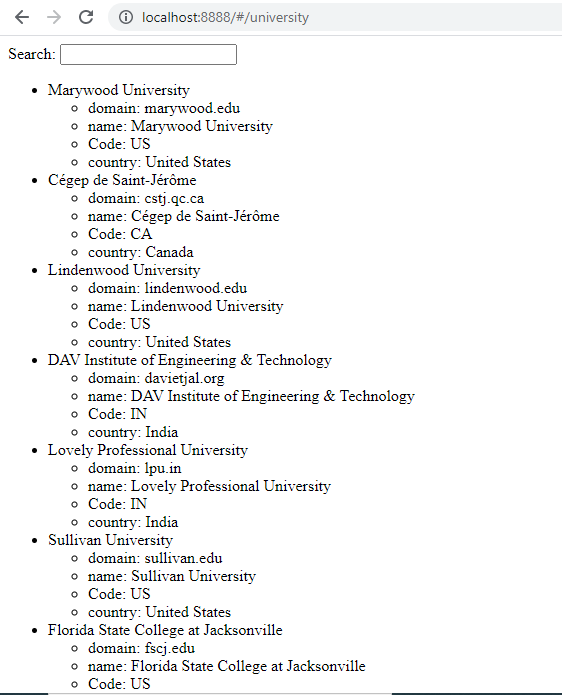 localhost:8888/#/university
Search:
Marywood University
domain: marywood.edu
name: Marywood University
Code: US
country: United States
Cégep de Saint-Jérôme
domain: cstj.qc.ca
name: Cégep de Saint-Jérôme
Code: CA
country: Canada
Lindenwood University
domain: lindenwood.edu
name: Lindenwood University
Code: US
country: United States
DAV Institute of Engineering & Technology
domain: davietjal.org
name: DAV Institute of Engineering & Technology
Code: IN
country: India
Lovely Professional University
domain: lpu.in
name: Lovely Professional University
Code: IN
country: India
Sullivan University
domain: sullivan.edu
name: Sullivan University
Code: US
country: United States
Florida State College at Jacksonville
domain: fscj.edu
name: Florida State College at Jacksonville
Code: US